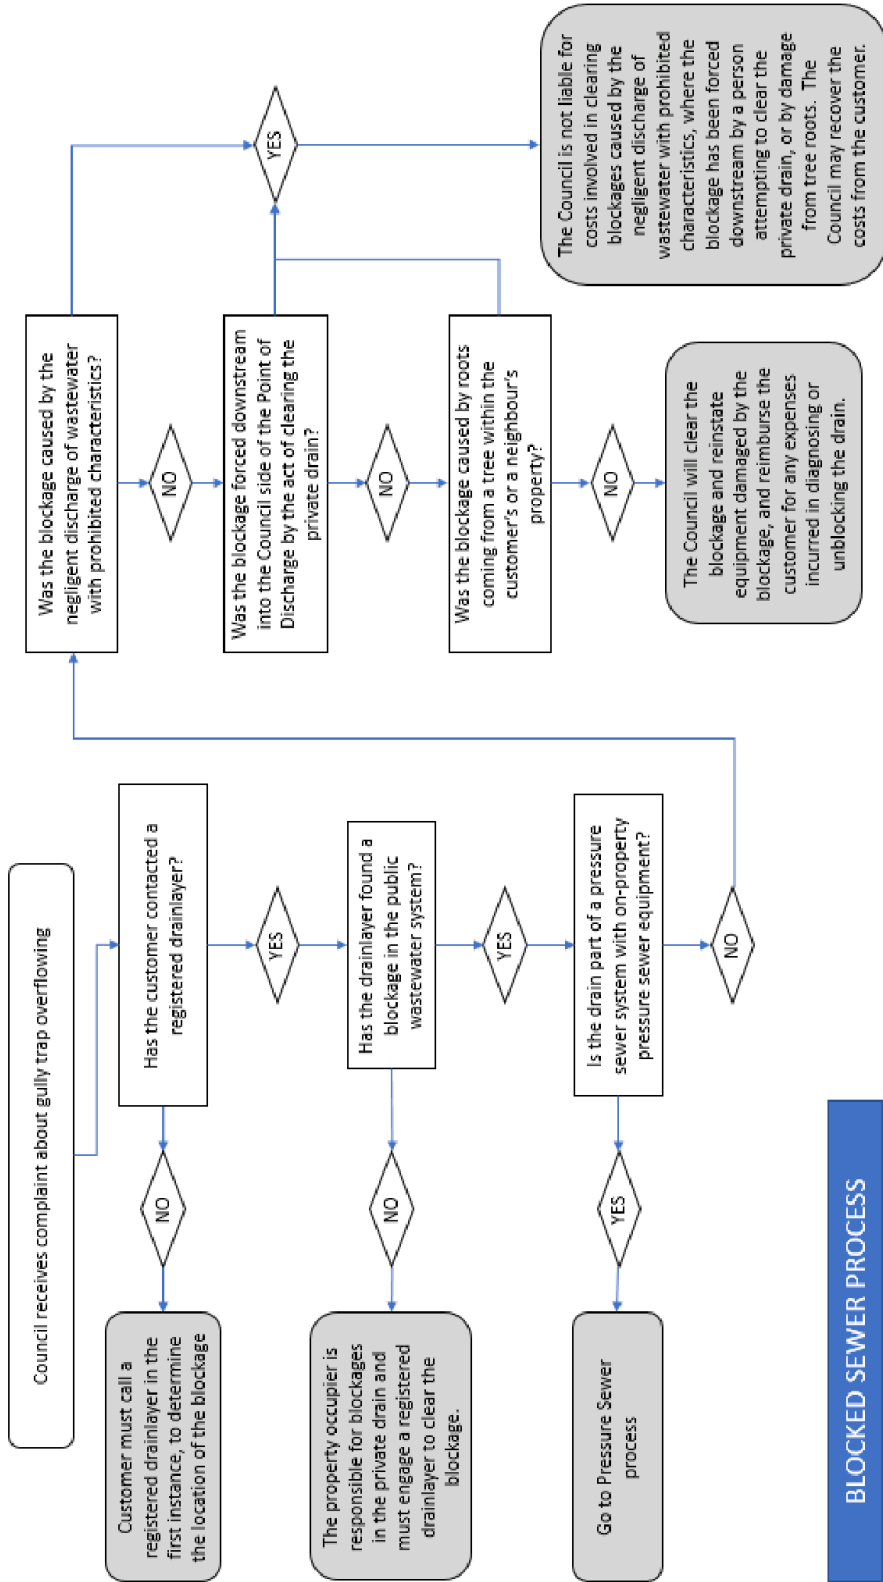 Council receives complaint about gully trap overflowing
Has the customer contacted a
registered drainlayer?
NO
Customer must call a
registered drainlayer in the
first instance, to determine
the location of the blockage
YES
Has the drainlayer found a
blockage in the public
wastewater system?
NO
The property occupier is
responsible for blockages
in the private drain and
must engage a registered
drainlayer to clear the
blockage.
YES
Is the drain part of a pressure
sewer system with on-property
pressure sewer equipment?
YES
Go to Pressure Sewer
process
NO
Was the blockage caused by the
negligent discharge of wastewater
with prohibited characteristics?
NO
Was the blockage forced downstream
into the Council side of the Point of
Discharge by the act of clearing the
private drain?
NO
Was the blockage caused by roots
coming from a tree within the
customer's or a neighbour's
property?
NO
The Council will clear the
blockage and reinstate
equipment damaged by the
blockage, and reimburse the
customer for any expenses
incurred in diagnosing or
unblocking the drain.
YES
The Council is not liable for
costs involved in clearing
blockages caused by the
negligent discharge of
wastewater with prohibited
characteristics, where the
blockage has been forced
downstream by a person
attempting to clear the
private drain, or by damage
from tree roots. The
Council may recover the
costs from the customer.
BLOCKED SEWER PROCESS